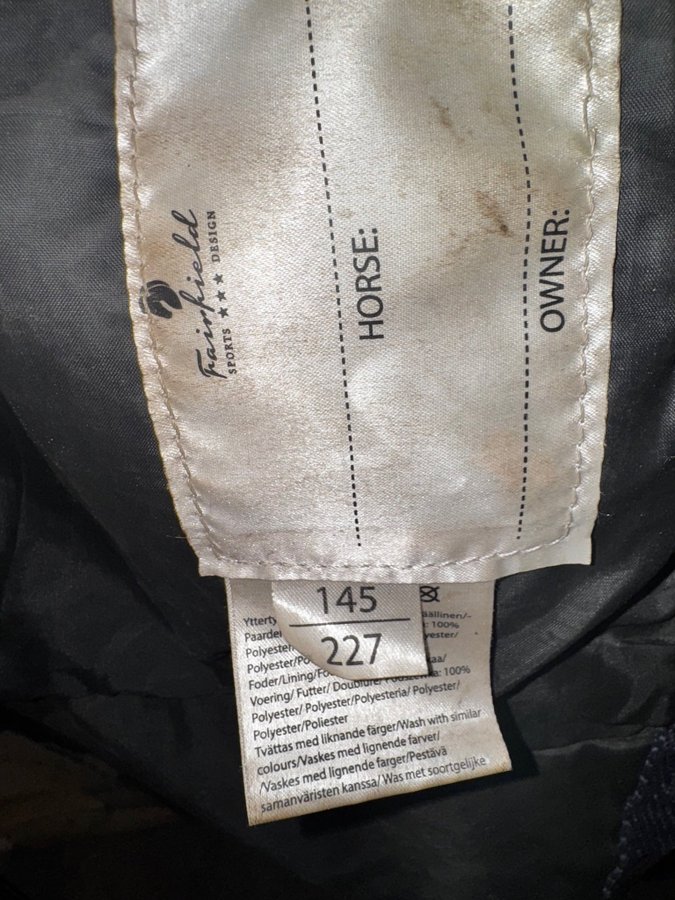 Fairfield
SPORTS ★★★ DESIGN
HORSE:
OWNER:
145
227
100%
Polyester/
Foder/Lining/
Voering/ Futter/ 100%
Polyester/ Polyester/Polyesteria/ Polyester/
Polyester/Poliester
Tvättas med liknande färger/Wash with similar
colours/Vaskes med lignende farver/
Vaskes med lignende farger/Pestävä
samanväristen kanssa/ Was met soortgelijke